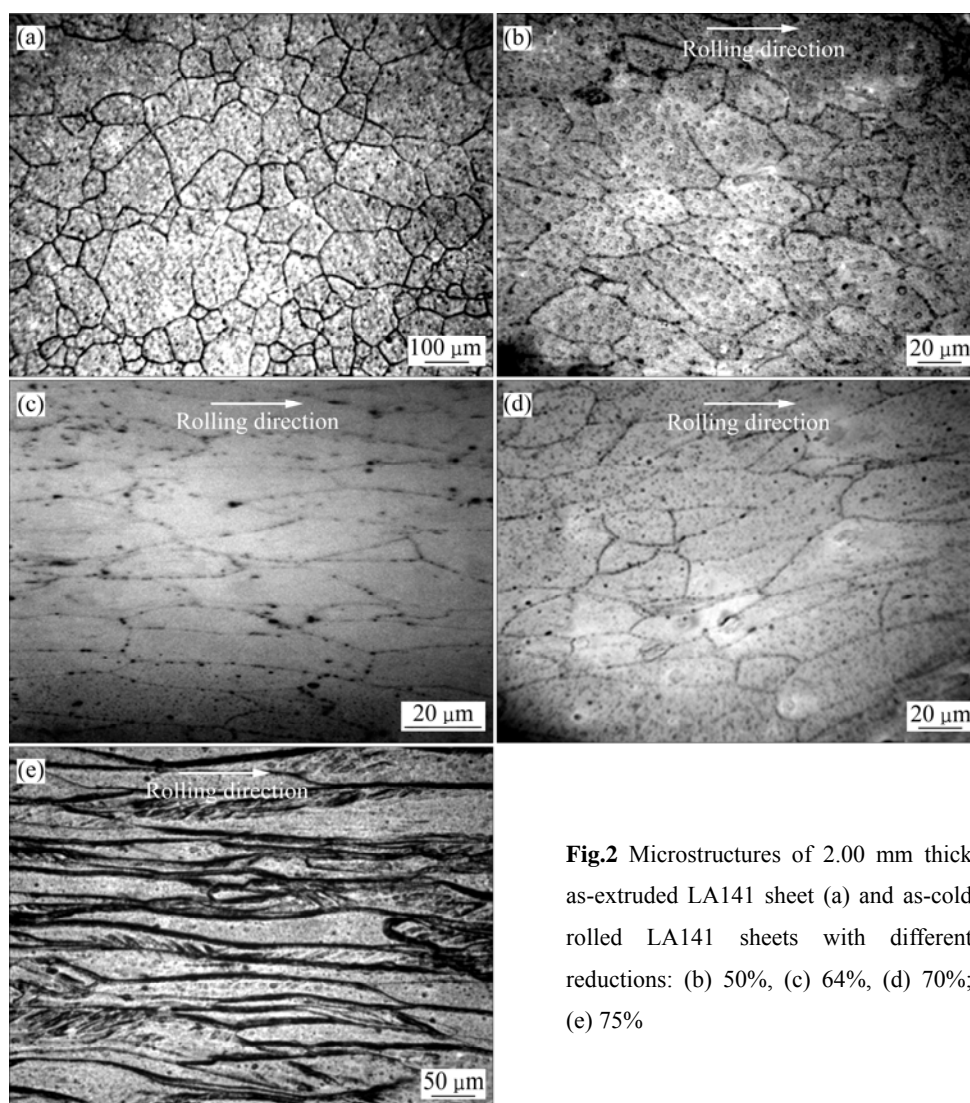 (a)
100 μm
(b)
Rolling direction
20 μm
(c)
Rolling direction
20 μm
(d)
Rolling direction
20 μm
(e)
Rolling direction
50 μm
Fig.2 Microstructures of 2.00 mm thick
as-extruded LA141 sheet (a) and as-cold
rolled LA141 sheets with different
reductions: (b) 50%, (c) 64%, (d) 70%;
(e) 75%